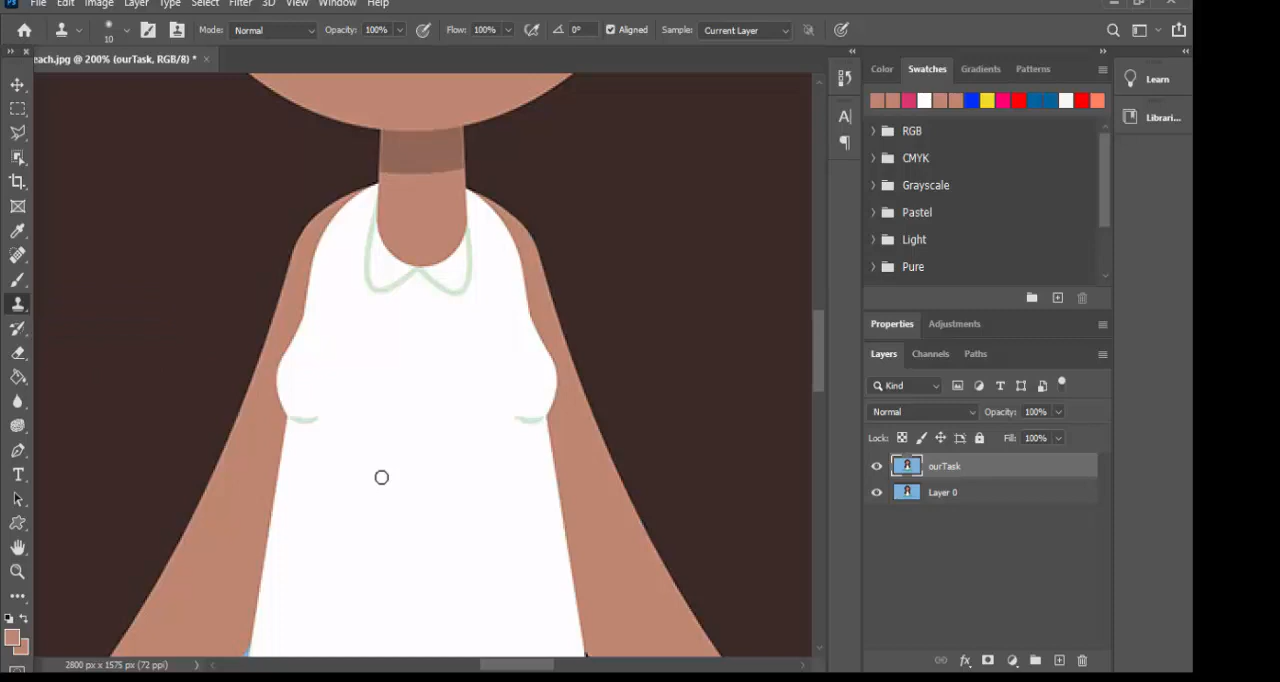 Ps File Edit Image Layer Type Select Filter 3D View Window Help
10 Mode: Normal Opacity: 100% Flow: 100% 0° Aligned Sample: Current Layer
each.jpg @ 200% (ourTask, RGB/8) * ×
Color Swatches Gradients Patterns
Learn
Librari...
RGB
CMYK
Grayscale
Pastel
Light
Pure
Properties Adjustments
Layers Channels Paths
Kind
Normal Opacity: 100%
Lock: Fill: 100%
ourTask
Layer 0
2800 px x 1575 px (72 ppi)